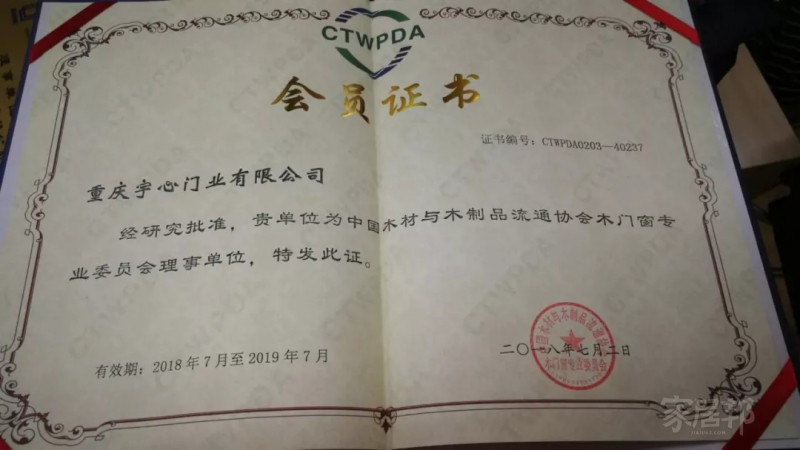 CTWPDA
会员证书
证书编号：CTWPDA0203—40237
重庆宇心门业有限公司
经研究批准，贵单位为中国木材与木制品流通协会木门窗专
业委员会理事单位，特发此证。
二〇一八年七月二日
有效期：2018年7月至2019年7月
家居邦